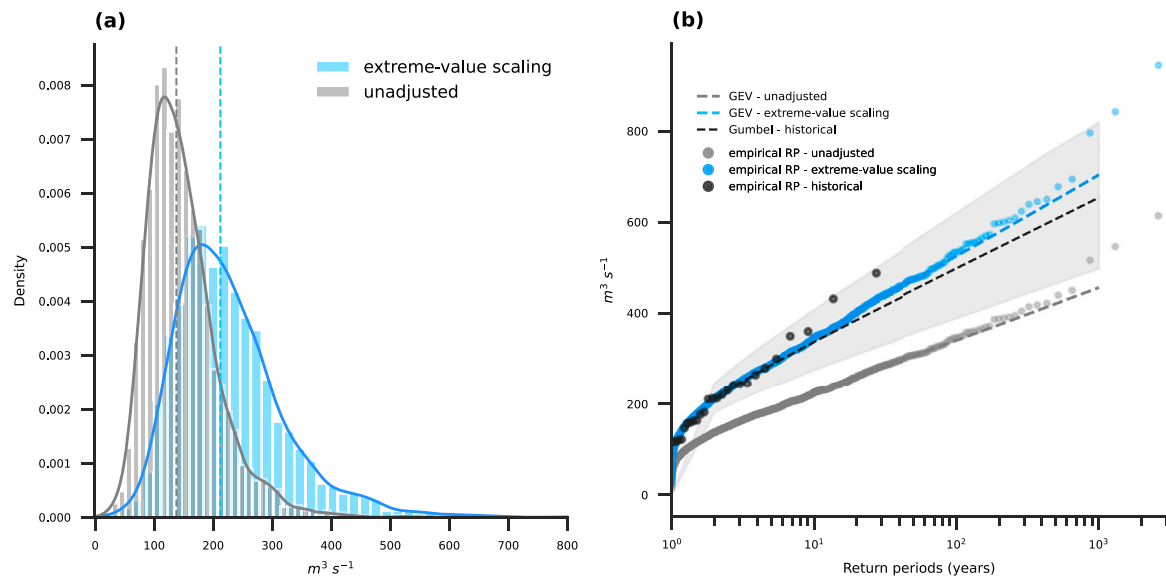 (a)
extreme-value scaling
unadjusted
0.008
0.007
0.006
0.005
0.004
0.003
0.002
0.001
0.000
Density
0 100 200 300 400 500 600 700 800
m³ s⁻¹
(b)
GEV - unadjusted
GEV - extreme-value scaling
Gumbel - historical
empirical RP - unadjusted
empirical RP - extreme-value scaling
empirical RP - historical
800
600
400
200
0
m³ s⁻¹
10⁰ 10¹ 10² 10³
Return periods (years)